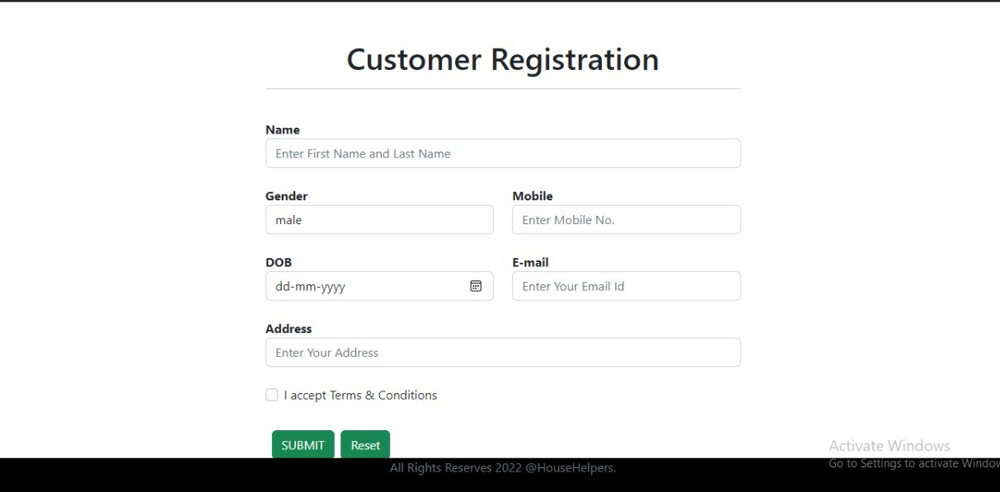 Customer Registration
Name
Enter First Name and Last Name
Gender
Mobile
male
Enter Mobile No.
DOB
E-mail
dd-mm-yyyy
Enter Your Email Id
Address
Enter Your Address
I accept Terms & Conditions
SUBMIT
Reset
Activate Windows
Go to Settings to activate Window
All Rights Reserves 2022 @HouseHelpers.